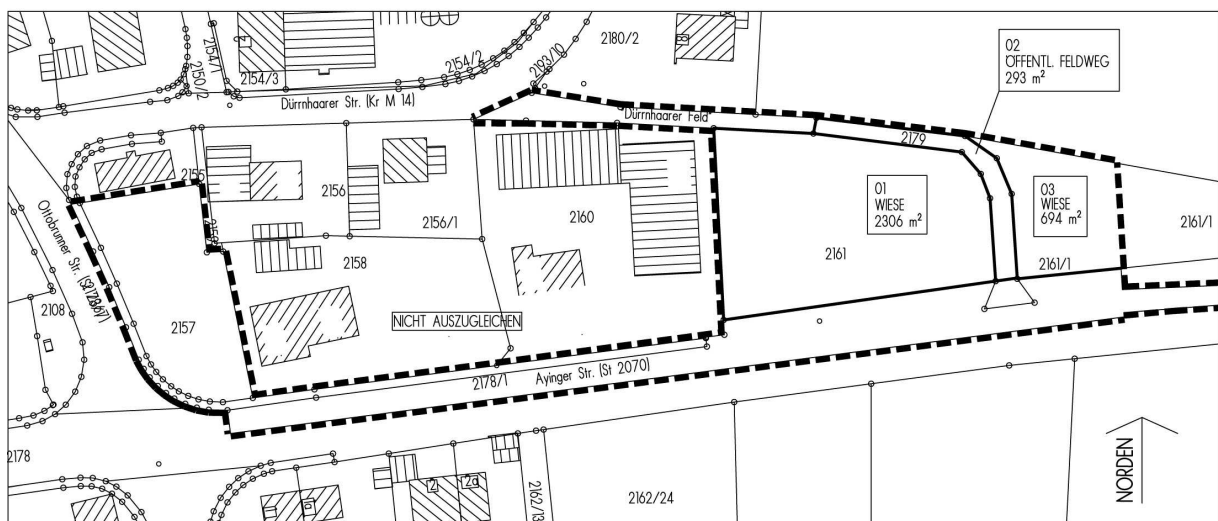 2154/1
2154/3
2150/2
2154/2
2193/10
2180/2
8
02
ÖFFENTL. FELDWEG
293 m²
Dürrnhaarer Str. (Kr M 14)
"Dürrnhaarer Feld"
2179
2155
2156
2156/1
2160
01
WIESE
2306 m²
03
WIESE
694 m²
2161/1
2161
2161/1
2158
2157
2108
NICHT AUSZUGLEICHEN
2178/1
Ayinger Str. (St 2070)
2178
2
2a
2162/13
2162/24
NORDEN